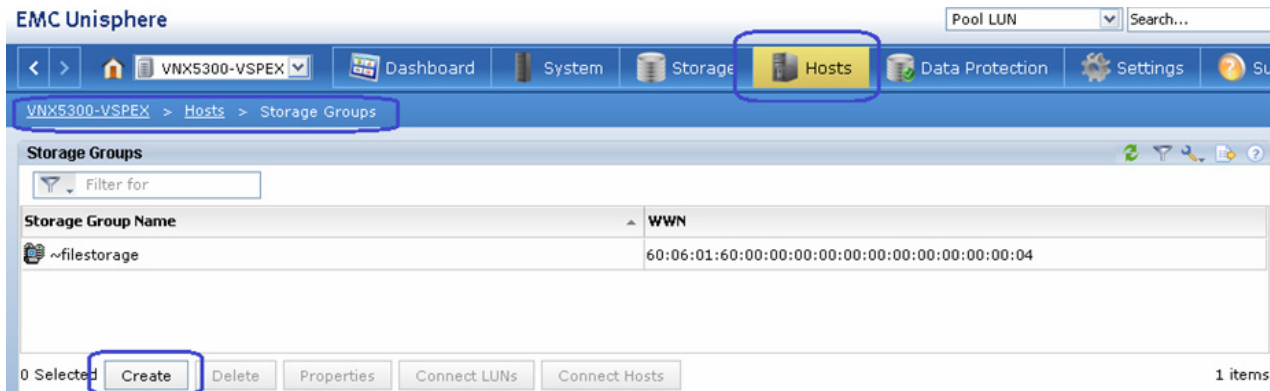 EMC Unisphere
Pool LUN Search...
< > VNX5300-VSPEX Dashboard System Storage Hosts Data Protection Settings ? Su
VNX5300-VSPEX > Hosts > Storage Groups
Storage Groups
Filter for
Storage Group Name WWN
~filestorage 60:06:01:60:00:00:00:00:00:00:00:00:00:00:00:04
0 Selected Create Delete Properties Connect LUNs Connect Hosts 1 items